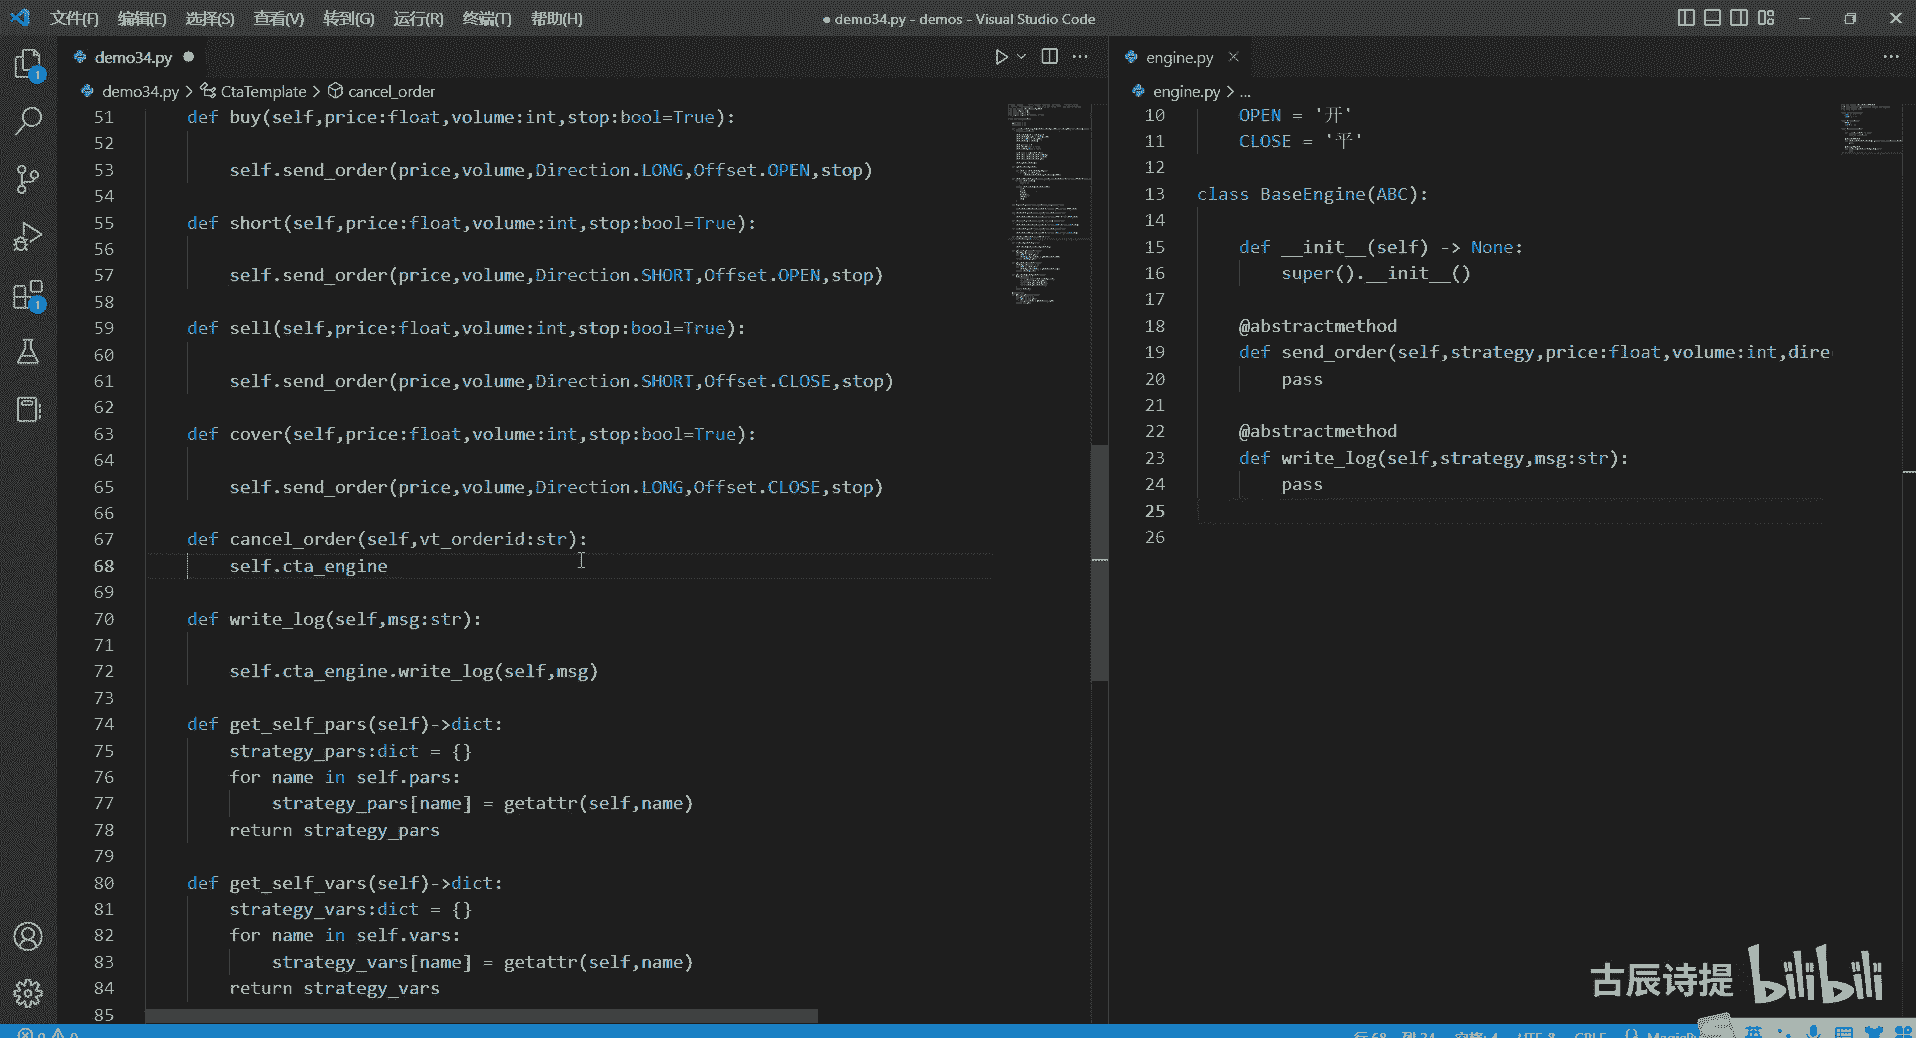 文件(F) 编辑(E) 选择(S) 查看(V) 转到(G) 运行(R) 终端(T) 帮助(H)
● demo34.py - demos - Visual Studio Code
demo34.py ●
demo34.py > CtaTemplate > cancel_order
51 def buy(self,price:float,volume:int,stop:bool=True):
52
53 self.send_order(price,volume,Direction.LONG,Offset.OPEN,stop)
54
55 def short(self,price:float,volume:int,stop:bool=True):
56
57 self.send_order(price,volume,Direction.SHORT,Offset.OPEN,stop)
58
59 def sell(self,price:float,volume:int,stop:bool=True):
60
61 self.send_order(price,volume,Direction.SHORT,Offset.CLOSE,stop)
62
63 def cover(self,price:float,volume:int,stop:bool=True):
64
65 self.send_order(price,volume,Direction.LONG,Offset.CLOSE,stop)
66
67 def cancel_order(self,vt_orderid:str):
68 self.cta_engine
69
70 def write_log(self,msg:str):
71
72 self.cta_engine.write_log(self,msg)
73
74 def get_self_pars(self)->dict:
75 strategy_pars:dict = {}
76 for name in self.pars:
77 strategy_pars[name] = getattr(self,name)
78 return strategy_pars
79
80 def get_self_vars(self)->dict:
81 strategy_vars:dict = {}
82 for name in self.vars:
83 strategy_vars[name] = getattr(self,name)
84 return strategy_vars
85
engine.py
engine.py > ...
10 OPEN = '开'
11 CLOSE = '平'
12
13 class BaseEngine(ABC):
14
15 def __init__(self) -> None:
16 super().__init__()
17
18 @abstractmethod
19 def send_order(self,strategy,price:float,volume:int,dire
20 pass
21
22 @abstractmethod
23 def write_log(self,strategy,msg:str):
24 pass
25
26
古辰诗提 bilibili